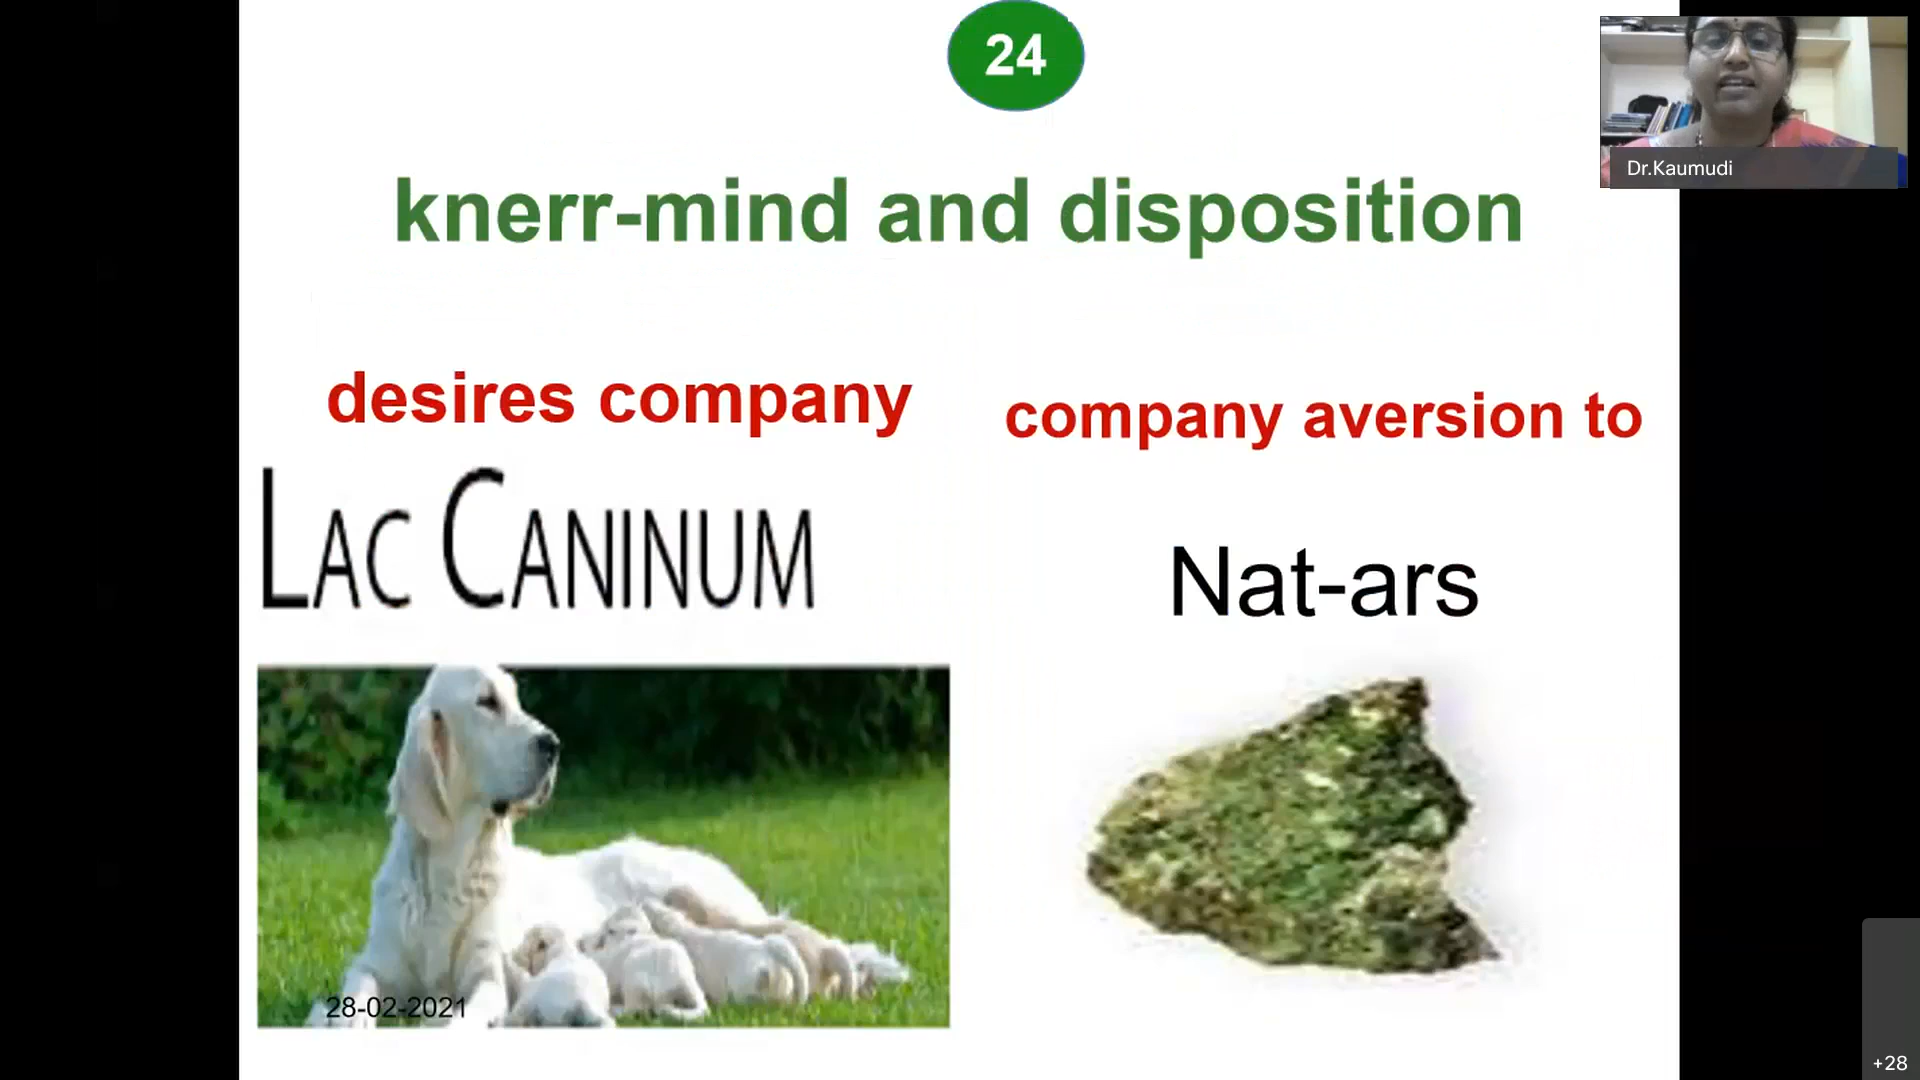 24
Dr.Kaumudi
knerr-mind and disposition
desires company
company aversion to
LAC CANINUM
Nat-ars
28-02-2021
+28